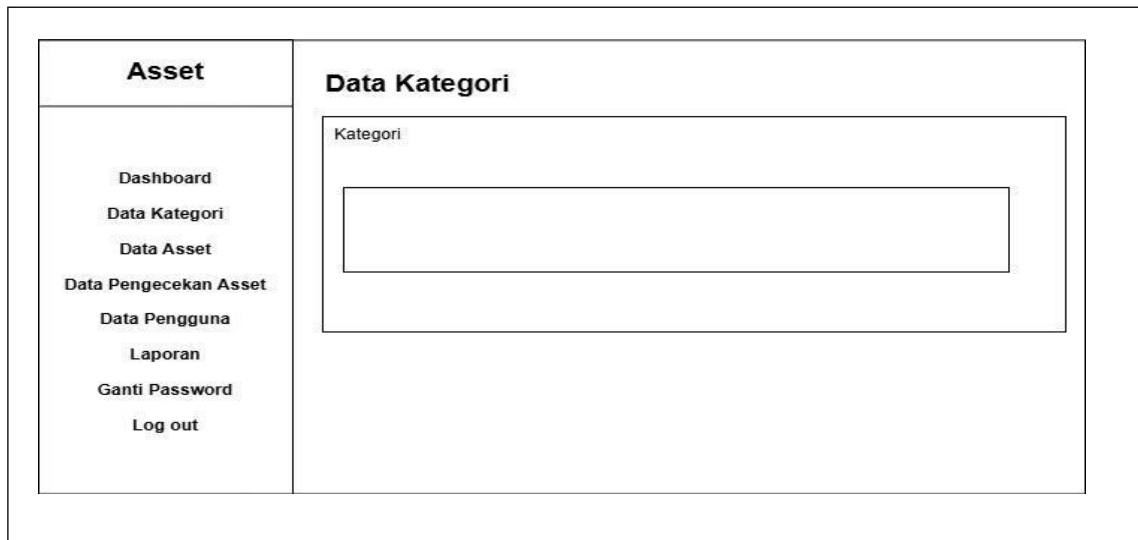 Asset
Dashboard
Data Kategori
Data Asset
Data Pengecekan Asset
Data Pengguna
Laporan
Ganti Password
Log out
Data Kategori
Kategori